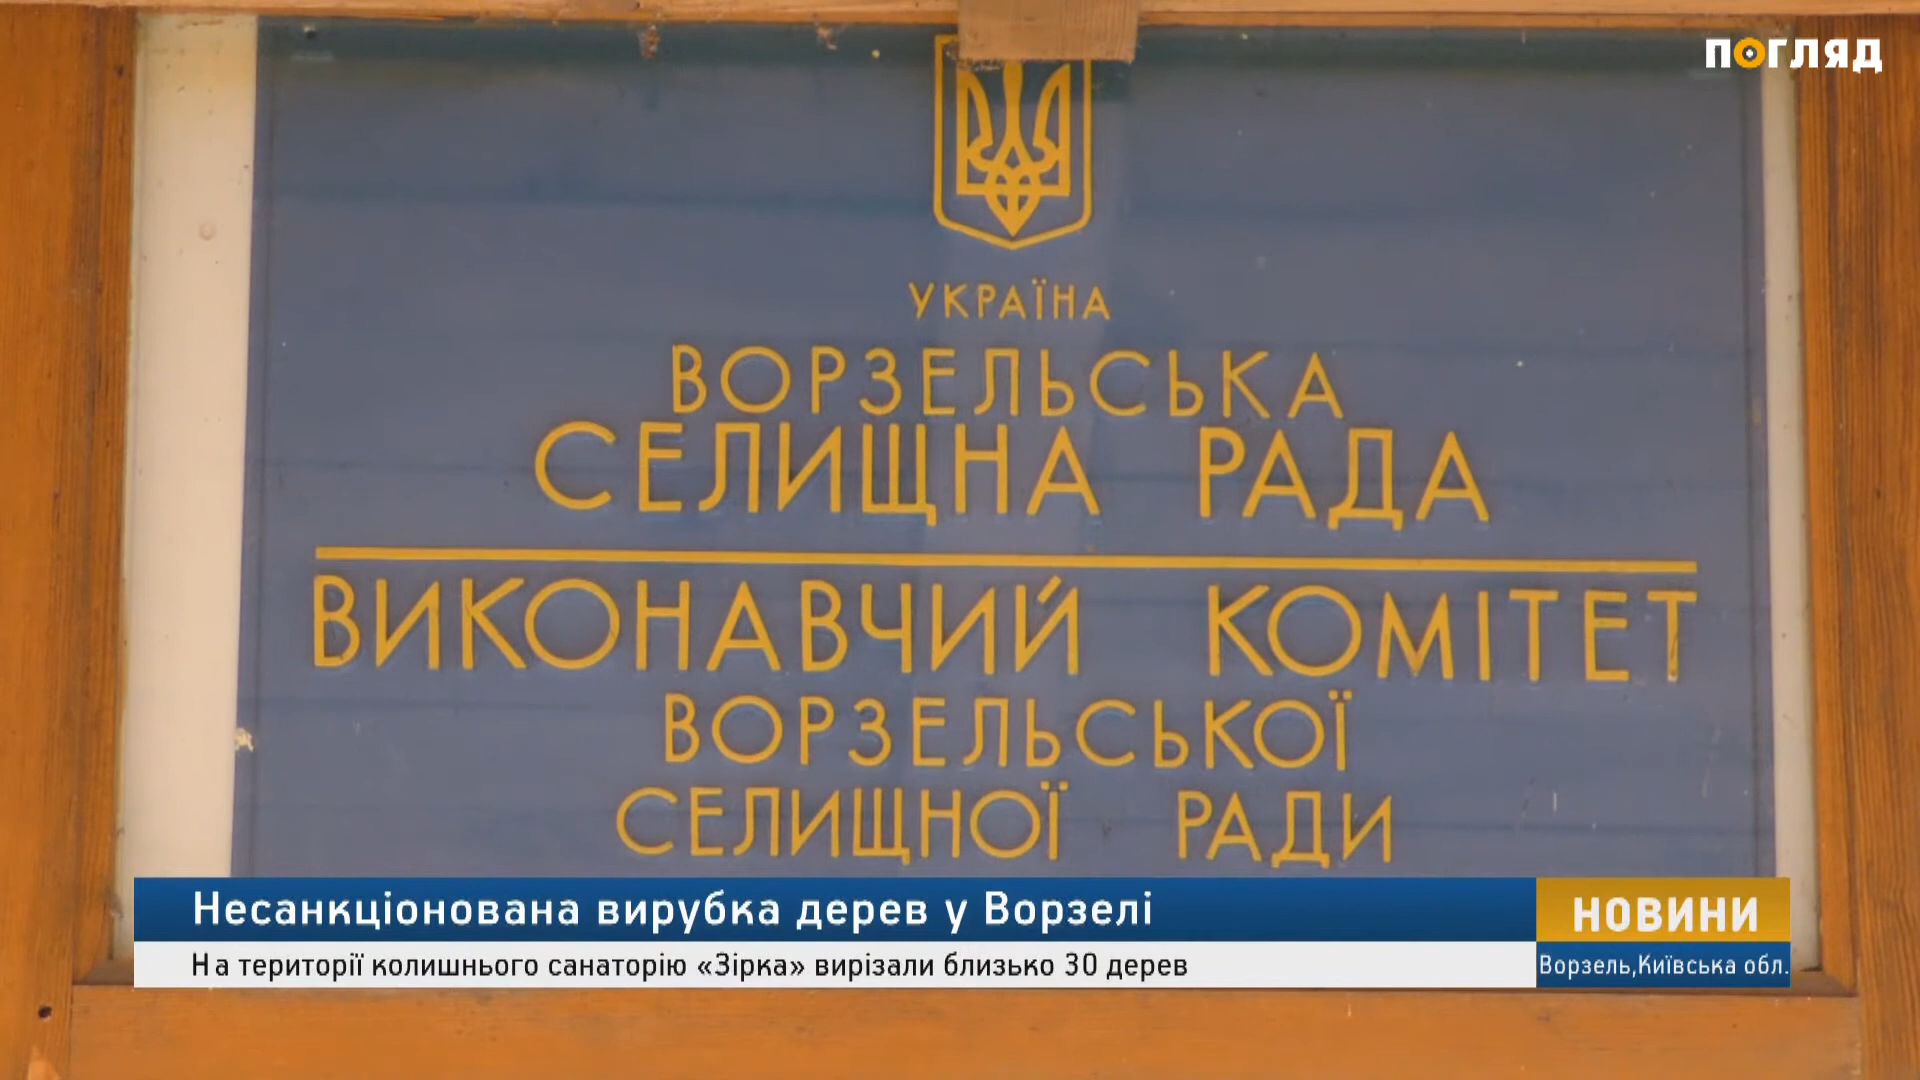 ПОГЛЯД
УКРАЇНА
ВОРЗЕЛЬСЬКА
СЕЛИЩНА РАДА
ВИКОНАВЧИЙ КОМІТЕТ
ВОРЗЕЛЬСЬКОЇ
СЕЛИЩНОЇ РАДИ
Несанкціонована вирубка дерев у Ворзелі
На території колишнього санаторію «Зірка» вирізали близько 30 дерев
НОВИНИ
Ворзель,Київська обл.